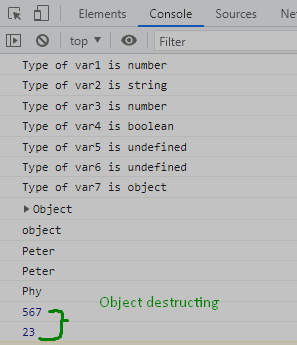 Elements Console Sources Network
top Filter
Type of var1 is number
Type of var2 is string
Type of var3 is number
Type of var4 is boolean
Type of var5 is undefined
Type of var6 is undefined
Type of var7 is object
Object
object
Peter
Peter
Phy
567
Object destructing
23